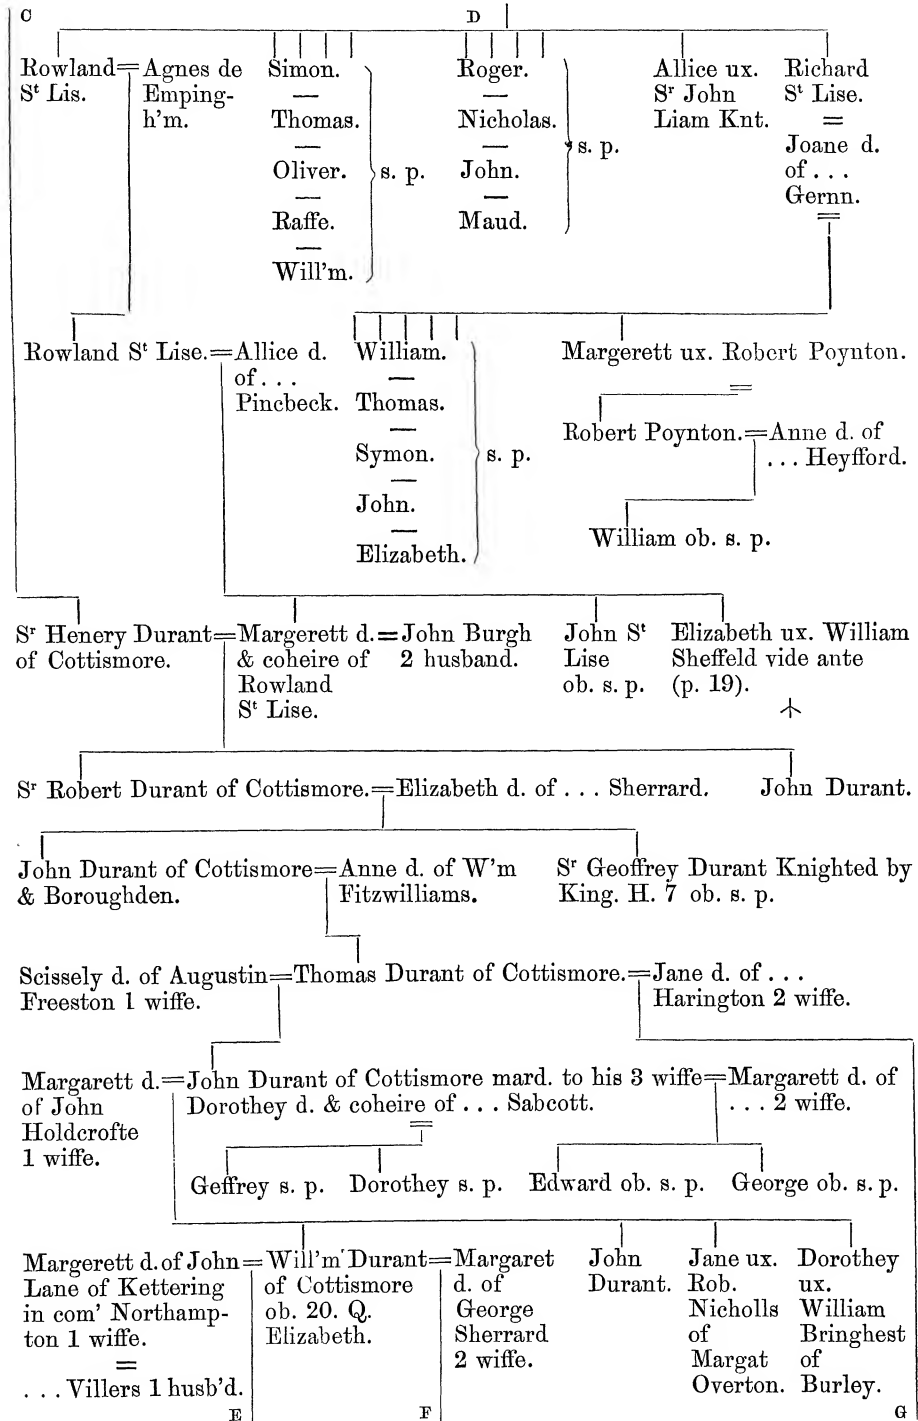 C
D
Rowland=Agnes de
St Lis. Emping-
h'm.
Simon.
Thomas.
Oliver.
Raffe.
Will'm.
s. p.
Roger.
Nicholas.
John.
Maud.
s. p.
Allice ux.
Sr John
Liam Knt.
Richard
St Lise.
=
Joane d.
of . . .
Gernn.
=
Rowland St Lise.=Allice d.
of . . .
Pincbeck.
William.
Thomas.
Symon.
John.
Elizabeth.
s. p.
Margerett ux. Robert Poynton.
=
Robert Poynton.=Anne d. of
. . . Heyfford.
William ob. s. p.
Sr Henery Durant=Margerett d.=John Burgh
of Cottismore. & coheire of 2 husband.
Rowland
St Lise.
John St
Lise
ob. s. p.
Elizabeth ux. William
Sheffeld vide ante
(p. 19).
Sr Robert Durant of Cottismore.=Elizabeth d. of . . . Sherrard. John Durant.
John Durant of Cottismore=Anne d. of W'm
& Boroughden. Fitzwilliams.
Sr Geoffrey Durant Knighted by
King. H. 7 ob. s. p.
Scissely d. of Augustin=Thomas Durant of Cottismore.=Jane d. of . . .
Freeston 1 wiffe. Harington 2 wiffe.
Margarett d.=John Durant of Cottismore mard. to his 3 wiffe=Margarett d. of
of John Dorothey d. & coheire of . . . Sabcott. . . . 2 wiffe.
Holdcrofte =
1 wiffe.
Geffrey s. p. Dorothey s. p. Edward ob. s. p. George ob. s. p.
Margerett d. of John=Will'm Durant=Margaret
Lane of Kettering of Cottismore d. of
in com' Northamp- ob. 20. Q. George
ton 1 wiffe. Elizabeth. Sherrard
= 2 wiffe.
. . . Villers 1 husb'd.
John
Durant.
Jane ux.
Rob.
Nicholls
of
Margat
Overton.
Dorothey
ux.
William
Bringhest
of
Burley.
E
F
G